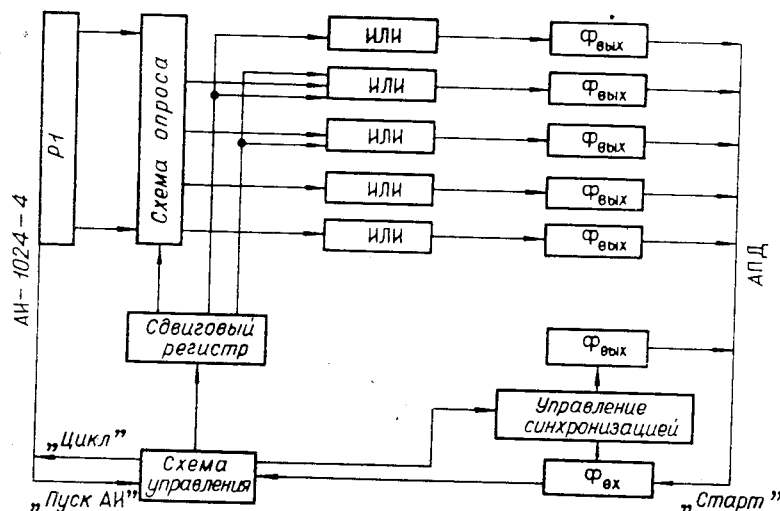 ИЛИ
Фвых
ИЛИ
Фвых
ИЛИ
Фвых
ИЛИ
Фвых
ИЛИ
Фвых
Р1
Схема опроса
АИ-1024-4
АПД
Сдвиговый
регистр
Фвых
Управление
синхронизацией
„Цикл”
Схема
управления
Фвх
„Пуск АИ”
„Старт”